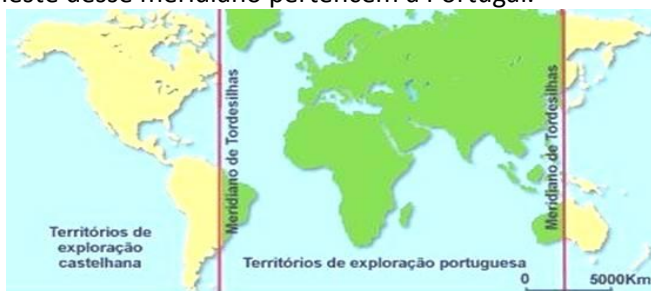 desse meridiano pertencem a Portugal.
Meridiano de Tordesilhas
Meridiano de Tordesilhas
Territórios de
exploração
castelhana
Territórios de exploração portuguesa
0 5000Km